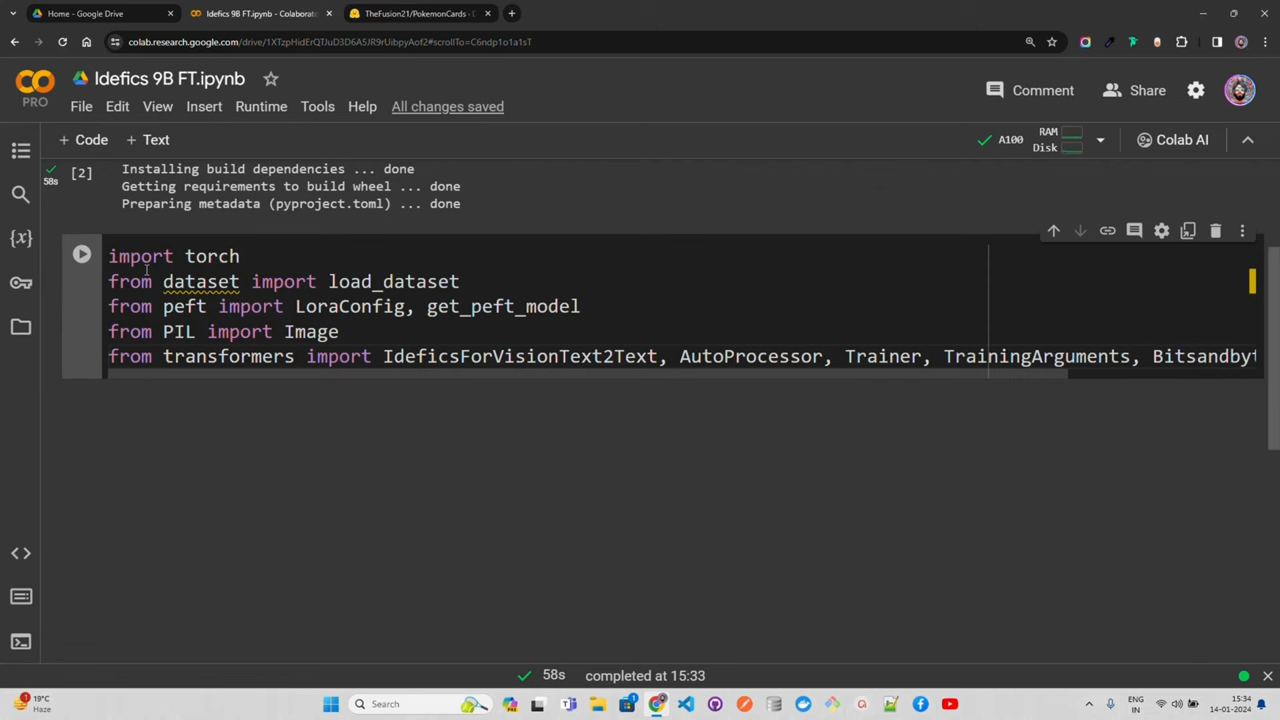 Home - Google Drive
Idefics 9B FT.ipynb - Colaborato
TheFusion21/PokemonCards · D
colab.research.google.com/drive/1XTzpHidErQTJuD3D6A5JR9rUibpyAof2#scrollTo=C6ndp1o1a1sT
Idefics 9B FT.ipynb
CO
PRO
File Edit View Insert Runtime Tools Help All changes saved
Comment
Share
+ Code + Text
A100
RAM
Disk
Colab AI
58s
[2]
Installing build dependencies ... done
Getting requirements to build wheel ... done
Preparing metadata (pyproject.toml) ... done
import torch
from dataset import load_dataset
from peft import LoraConfig, get_peft_model
from PIL import Image
from transformers import IdeficsForVisionText2Text, AutoProcessor, Trainer, TrainingArguments, Bitsandbyt
{x}
58s completed at 15:33
19°C
Haze
Search
ENG
IN
15:34
14-01-2024